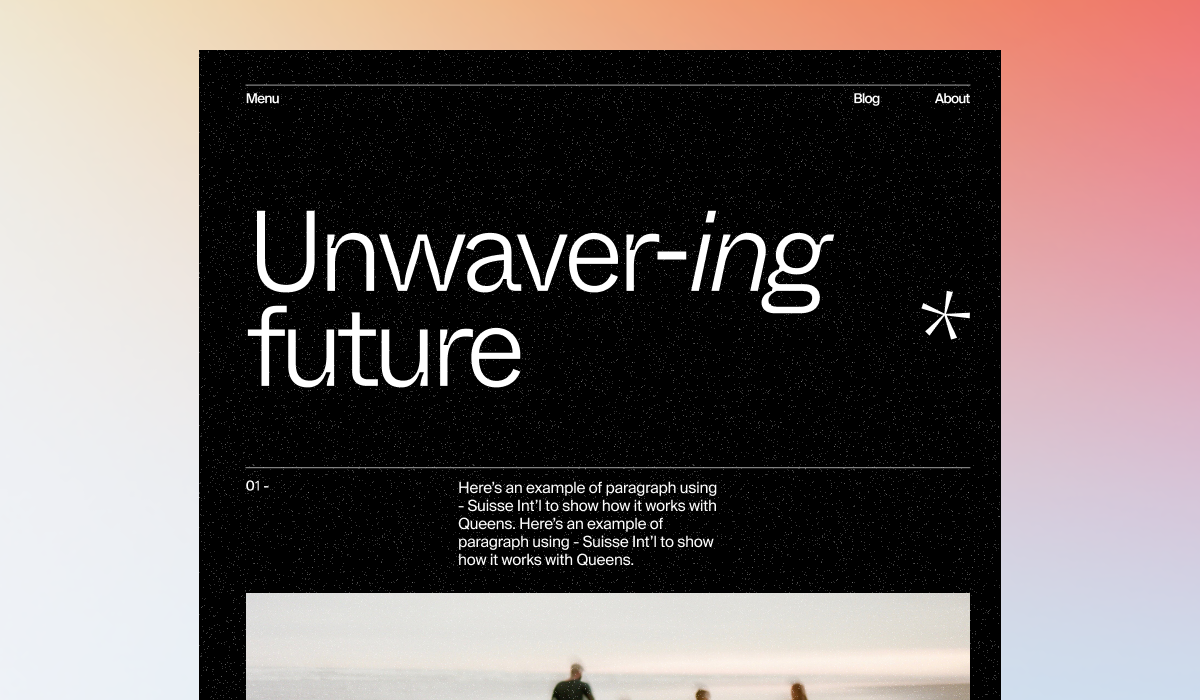 Menu Blog About
Unwaver-ing
future
*
01 -
Here’s an example of paragraph using
- Suisse Int’l to show how it works with
Queens. Here’s an example of
paragraph using - Suisse Int’l to show
how it works with Queens.